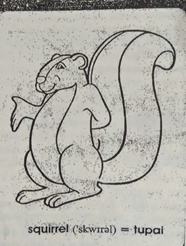 squirrel ('skwɪrəl) = tupai